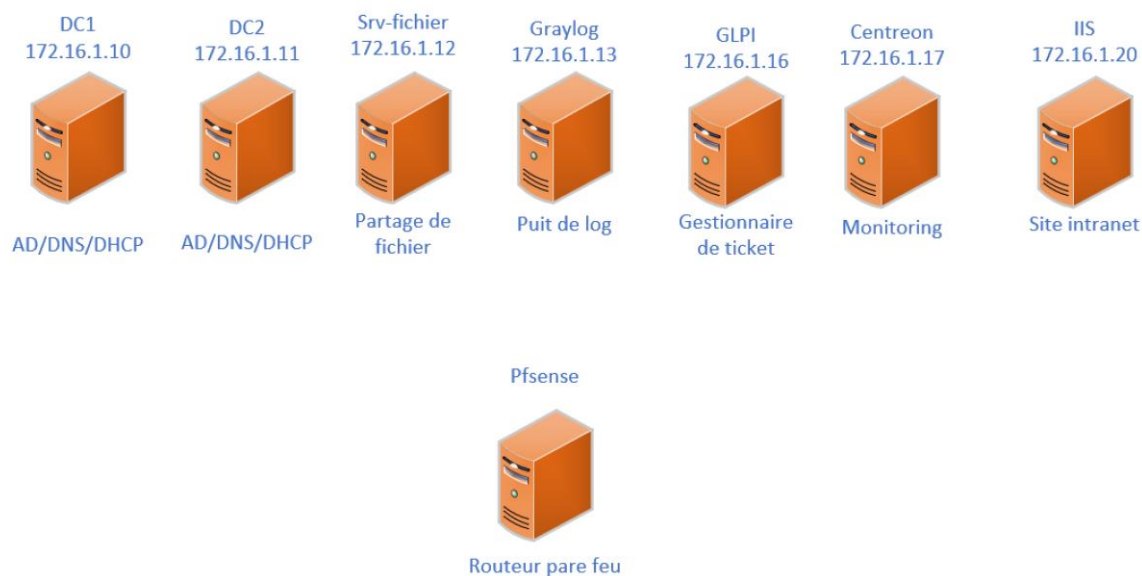 DC1
172.16.1.10
AD/DNS/DHCP
DC2
172.16.1.11
AD/DNS/DHCP
Srv-fichier
172.16.1.12
Partage de
fichier
Graylog
172.16.1.13
Puit de log
GLPI
172.16.1.16
Gestionnaire
de ticket
Centreon
172.16.1.17
Monitoring
IIS
172.16.1.20
Site intranet
Pfsense
Routeur pare feu